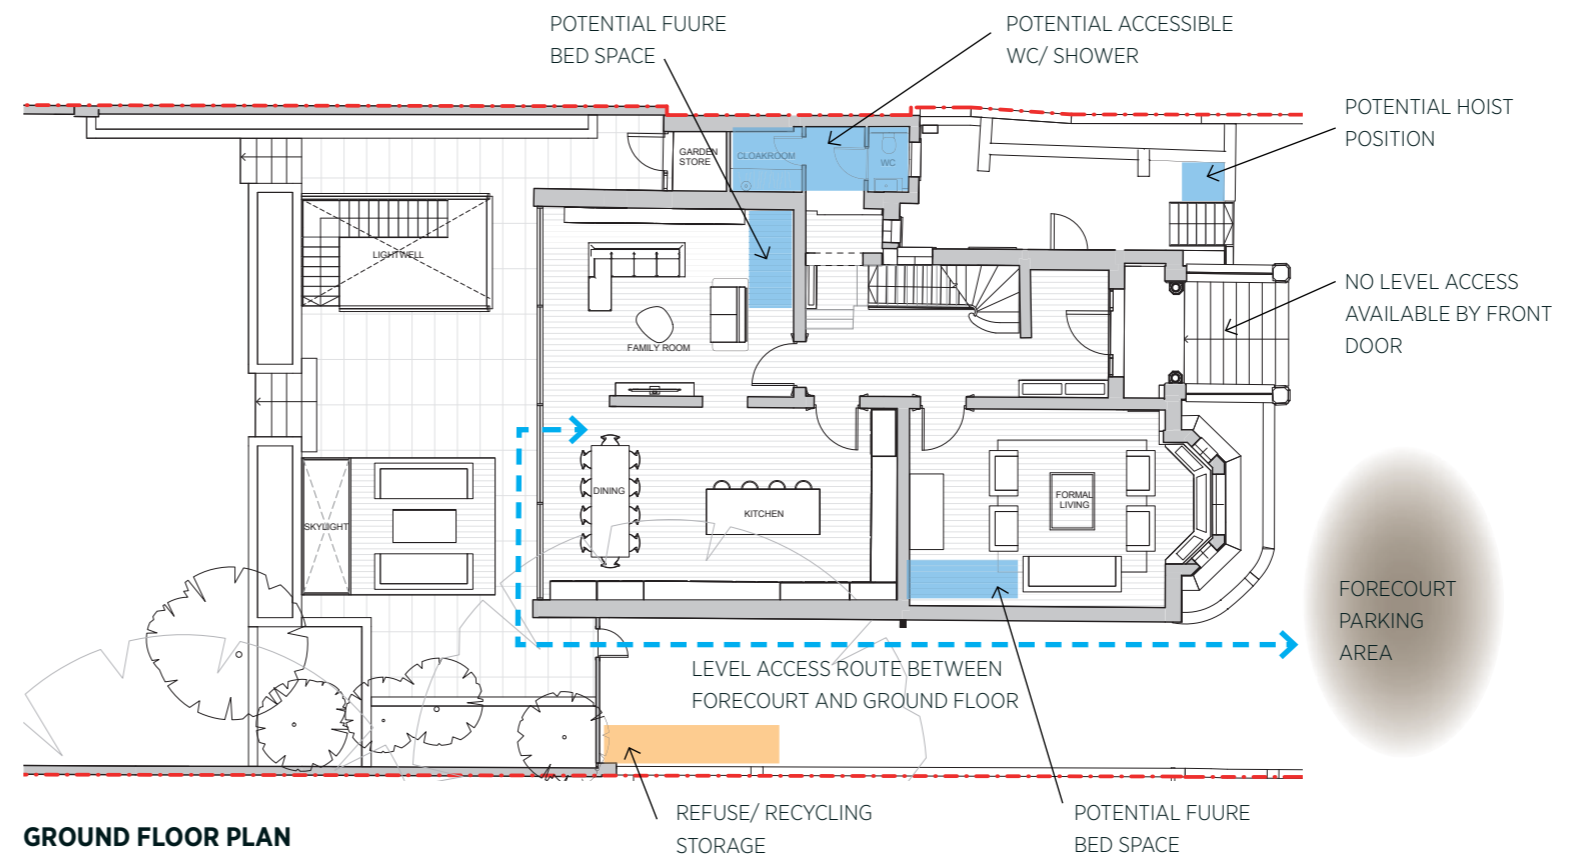 POTENTIAL FUURE
BED SPACE
POTENTIAL ACCESSIBLE
WC/ SHOWER
POTENTIAL HOIST
POSITION
GARDEN
STORE
CLOAKROOM
WC
LIGHTWELL
NO LEVEL ACCESS
AVAILABLE BY FRONT
DOOR
FAMILY ROOM
DINING
KITCHEN
FORMAL
LIVING
SKYLIGHT
FORECOURT
PARKING
AREA
LEVEL ACCESS ROUTE BETWEEN
FORECOURT AND GROUND FLOOR
REFUSE/ RECYCLING
STORAGE
POTENTIAL FUURE
BED SPACE
GROUND FLOOR PLAN